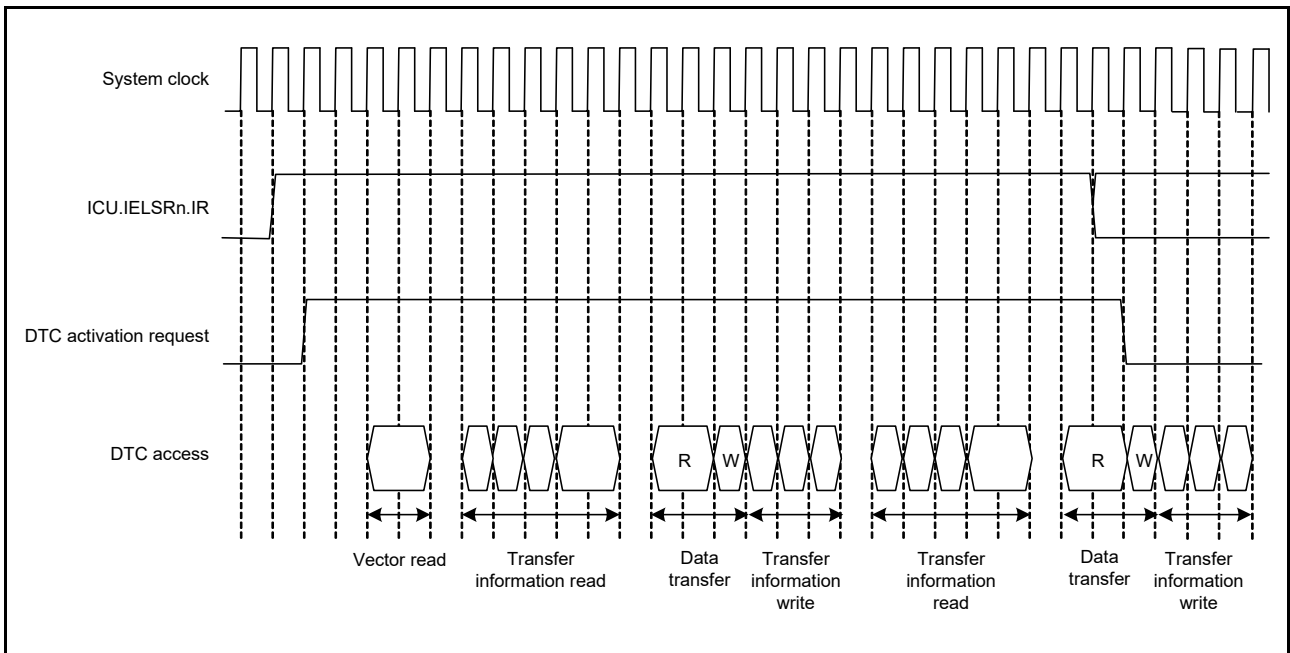 System clock
ICU.IELSRn.IR
DTC activation request
DTC access
R
W
R
W
Vector read
Transfer
information read
Data
transfer
Transfer
information
write
Transfer
information
read
Data
transfer
Transfer
information
write